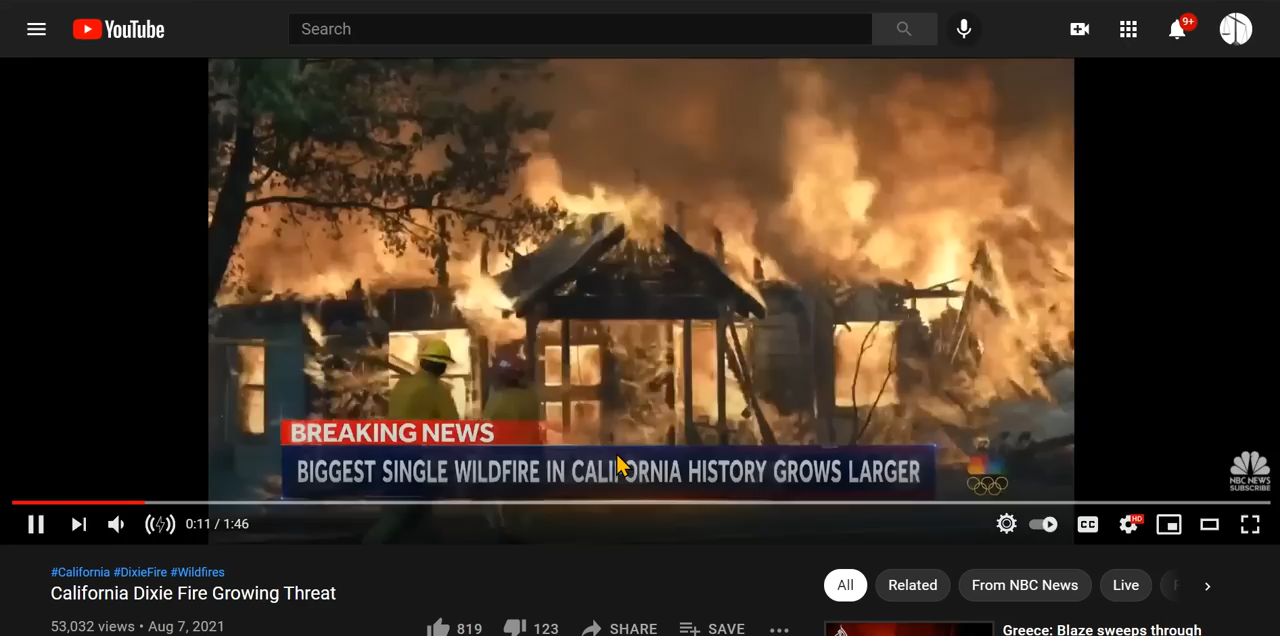 YouTube
Search
9+
BREAKING NEWS
BIGGEST SINGLE WILDFIRE IN CALIFORNIA HISTORY GROWS LARGER
NBC NEWS
SUBSCRIBE
0:11 / 1:46
CC
HD
#California #DixieFire #Wildfires
California Dixie Fire Growing Threat
All
Related
From NBC News
Live
53,032 views • Aug 7, 2021
819
123
SHARE
SAVE
Greece: Blaze sweeps through